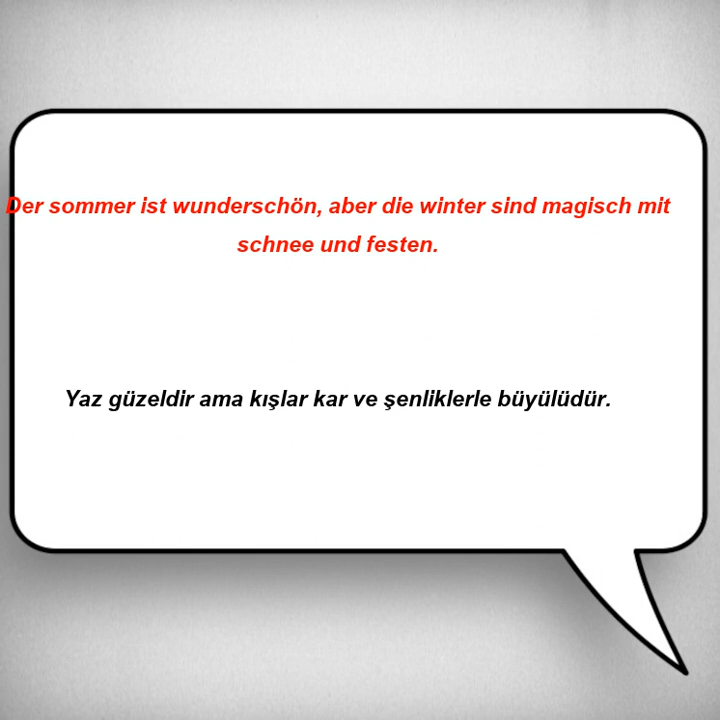 Der sommer ist wunderschön, aber die winter sind magisch mit
schnee und festen.
Yaz güzeldir ama kışlar kar ve şenliklerle büyülüdür.